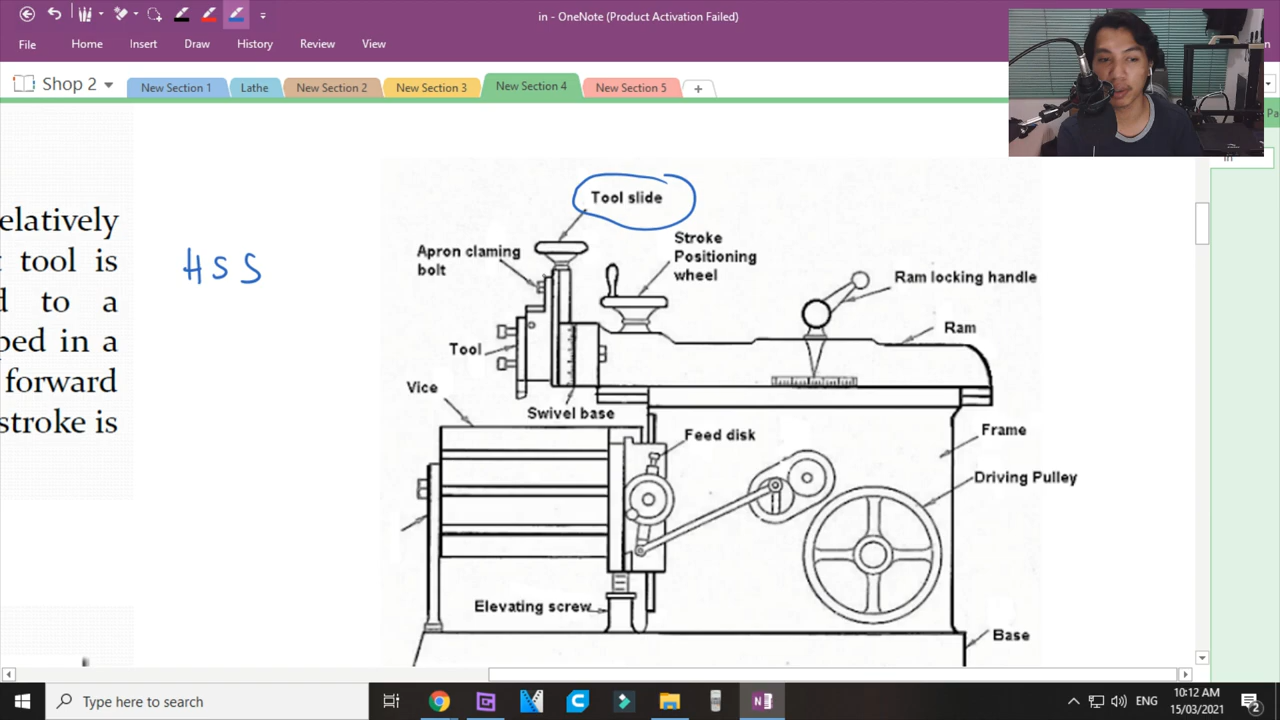 in - OneNote (Product Activation Failed)
File Home Insert Draw History Review View
Shop 2 New Section 1 Lathe New Section 2 New Section 3 New Section 4 New Section 5
in
elatively
tool is
d to a
ped in a
forward
stroke is
HSS
Tool slide
Apron claming
bolt
Stroke
Positioning
wheel
Ram locking handle
Ram
Tool
Vice
Swivel base
Feed disk
Frame
Driving Pulley
Elevating screw
Base
Type here to search
ENG
10:12 AM
15/03/2021
2